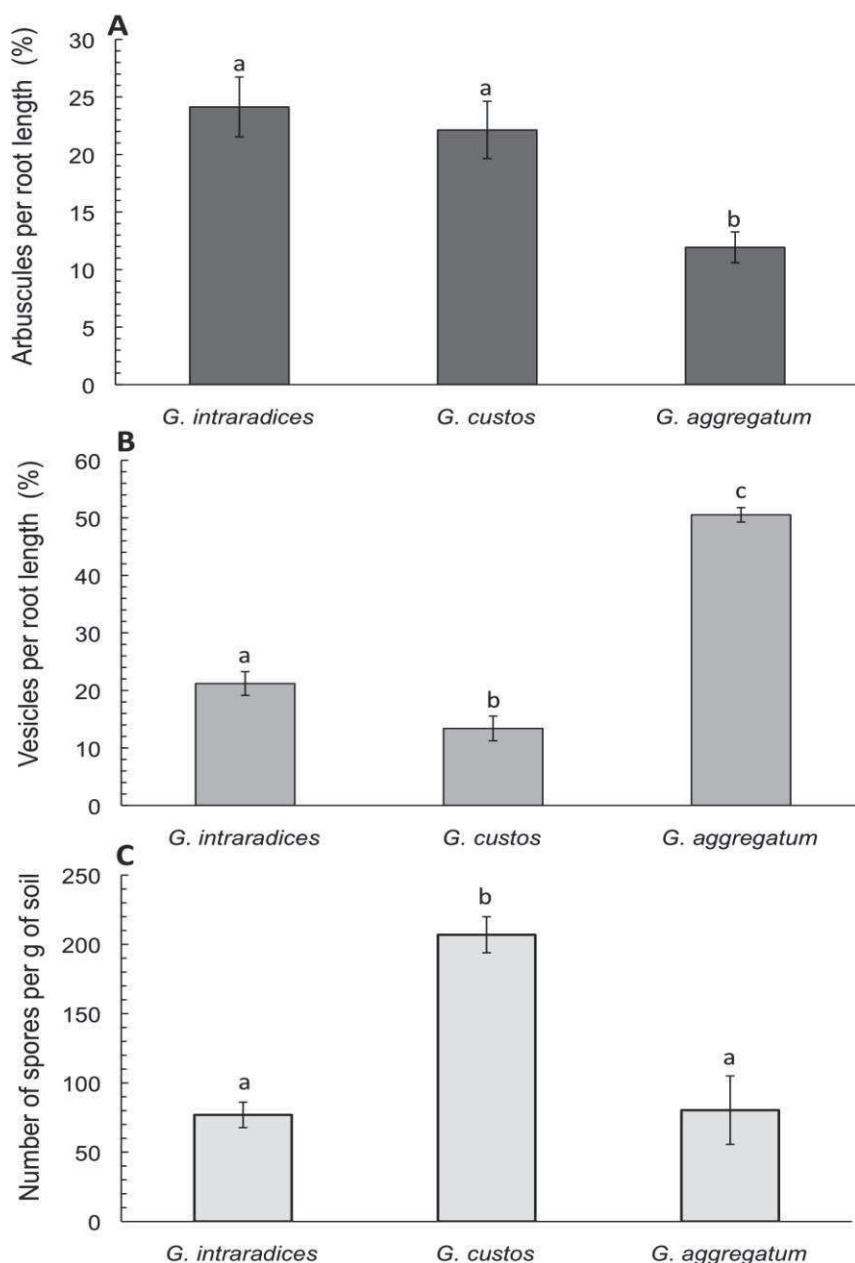 A
Arbuscules per root length (%)
30
25
20
15
10
5
0
a
a
b
G. intraradices
G. custos
G. aggregatum
B
Vesicles per root length (%)
60
50
40
30
20
10
0
a
b
c
G. intraradices
G. custos
G. aggregatum
C
Number of spores per g of soil
250
200
150
100
50
0
a
b
a
G. intraradices
G. custos
G. aggregatum